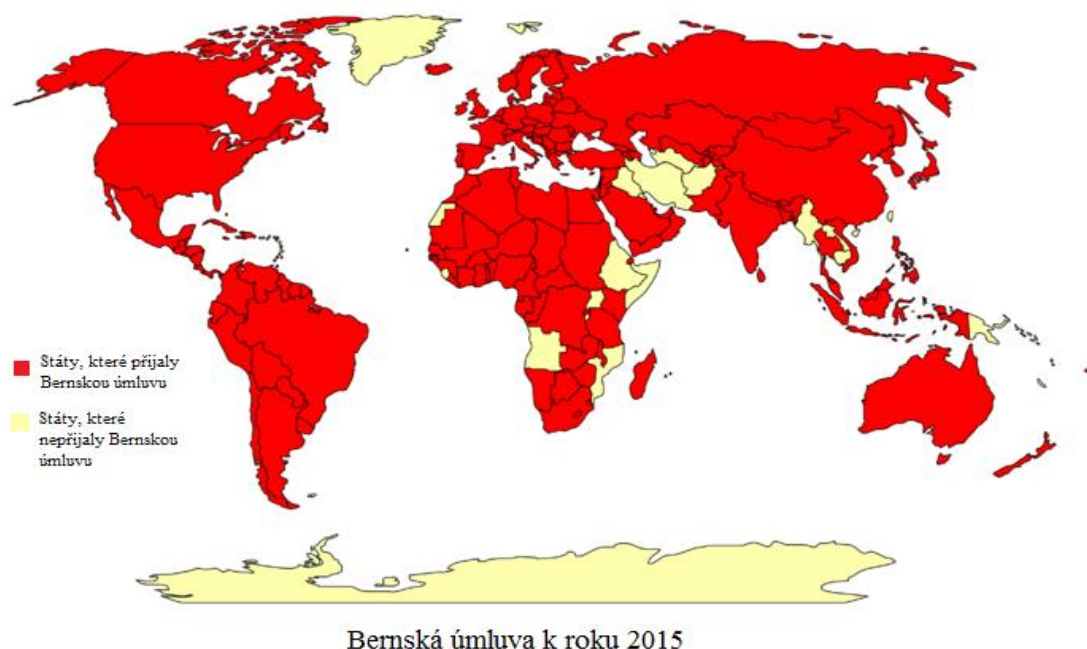 Státy, které přijaly
Bernskou úmluvu
Státy, které
nepřijaly Bernskou
úmluvu
Bernská úmluva k roku 2015